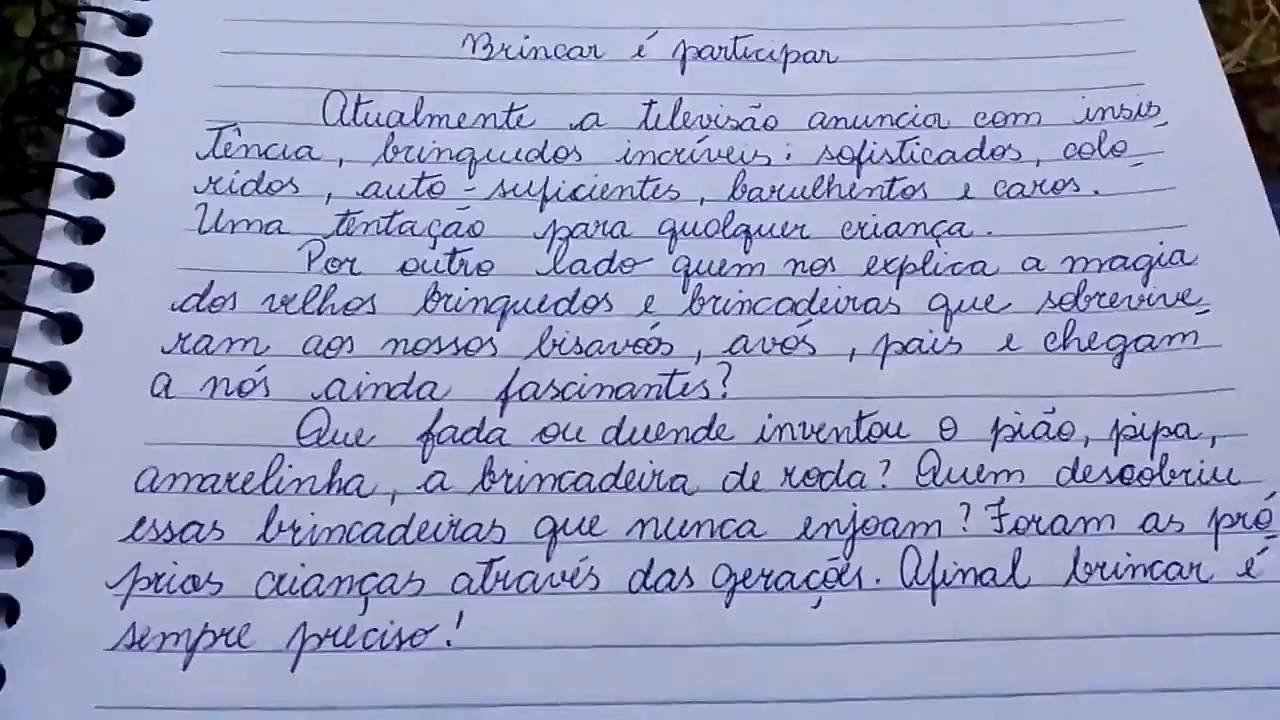 Brincar é participar
Atualmente a televisão anuncia com insis
tência, brinquedos incríveis: sofisticados, colo
ridos, auto-suficientes, barulhentos e caros.
Uma tentação para qualquer criança.
Por outro lado quem nos explica a magia
dos velhos brinquedos e brincadeiras que sobrevive
ram aos nossos bisavós, avós, pais e chegam
a nós ainda fascinantes?
Que fada ou duende inventou o pião, pipa,
amarelinha, a brincadeira de roda? Quem descobriu
essas brincadeiras que nunca enjoam? Foram as pró
prias crianças através das gerações. Afinal brincar é
sempre preciso!